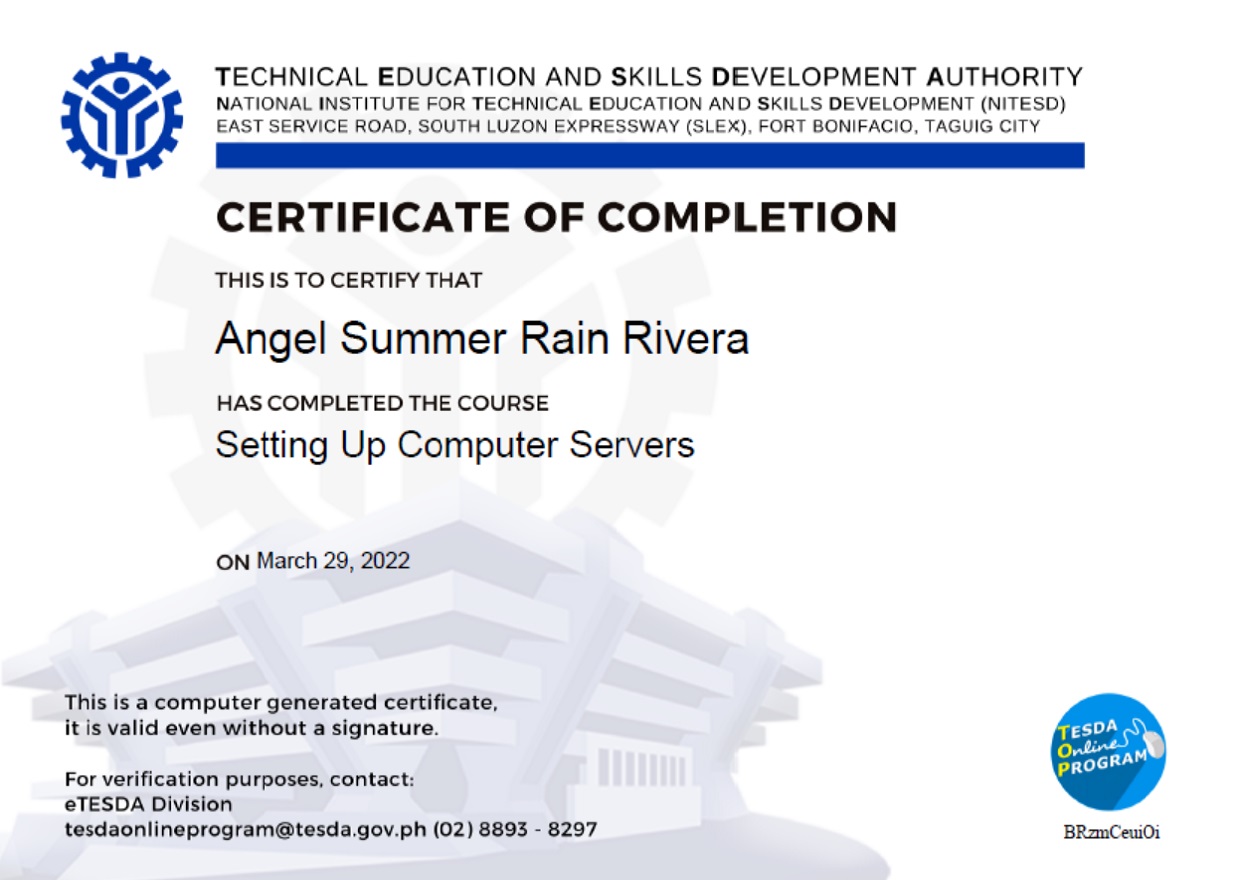 TECHNICAL EDUCATION AND SKILLS DEVELOPMENT AUTHORITY
NATIONAL INSTITUTE FOR TECHNICAL EDUCATION AND SKILLS DEVELOPMENT (NITESD)
EAST SERVICE ROAD, SOUTH LUZON EXPRESSWAY (SLEX), FORT BONIFACIO, TAGUIG CITY
CERTIFICATE OF COMPLETION
THIS IS TO CERTIFY THAT
Angel Summer Rain Rivera
HAS COMPLETED THE COURSE
Setting Up Computer Servers
ON March 29, 2022
This is a computer generated certificate,
it is valid even without a signature.
For verification purposes, contact:
eTESDA Division
tesdaonlineprogram@tesda.gov.ph (02) 8893 - 8297
TESDA
Online
PROGRAM
BRzmCeuiOi